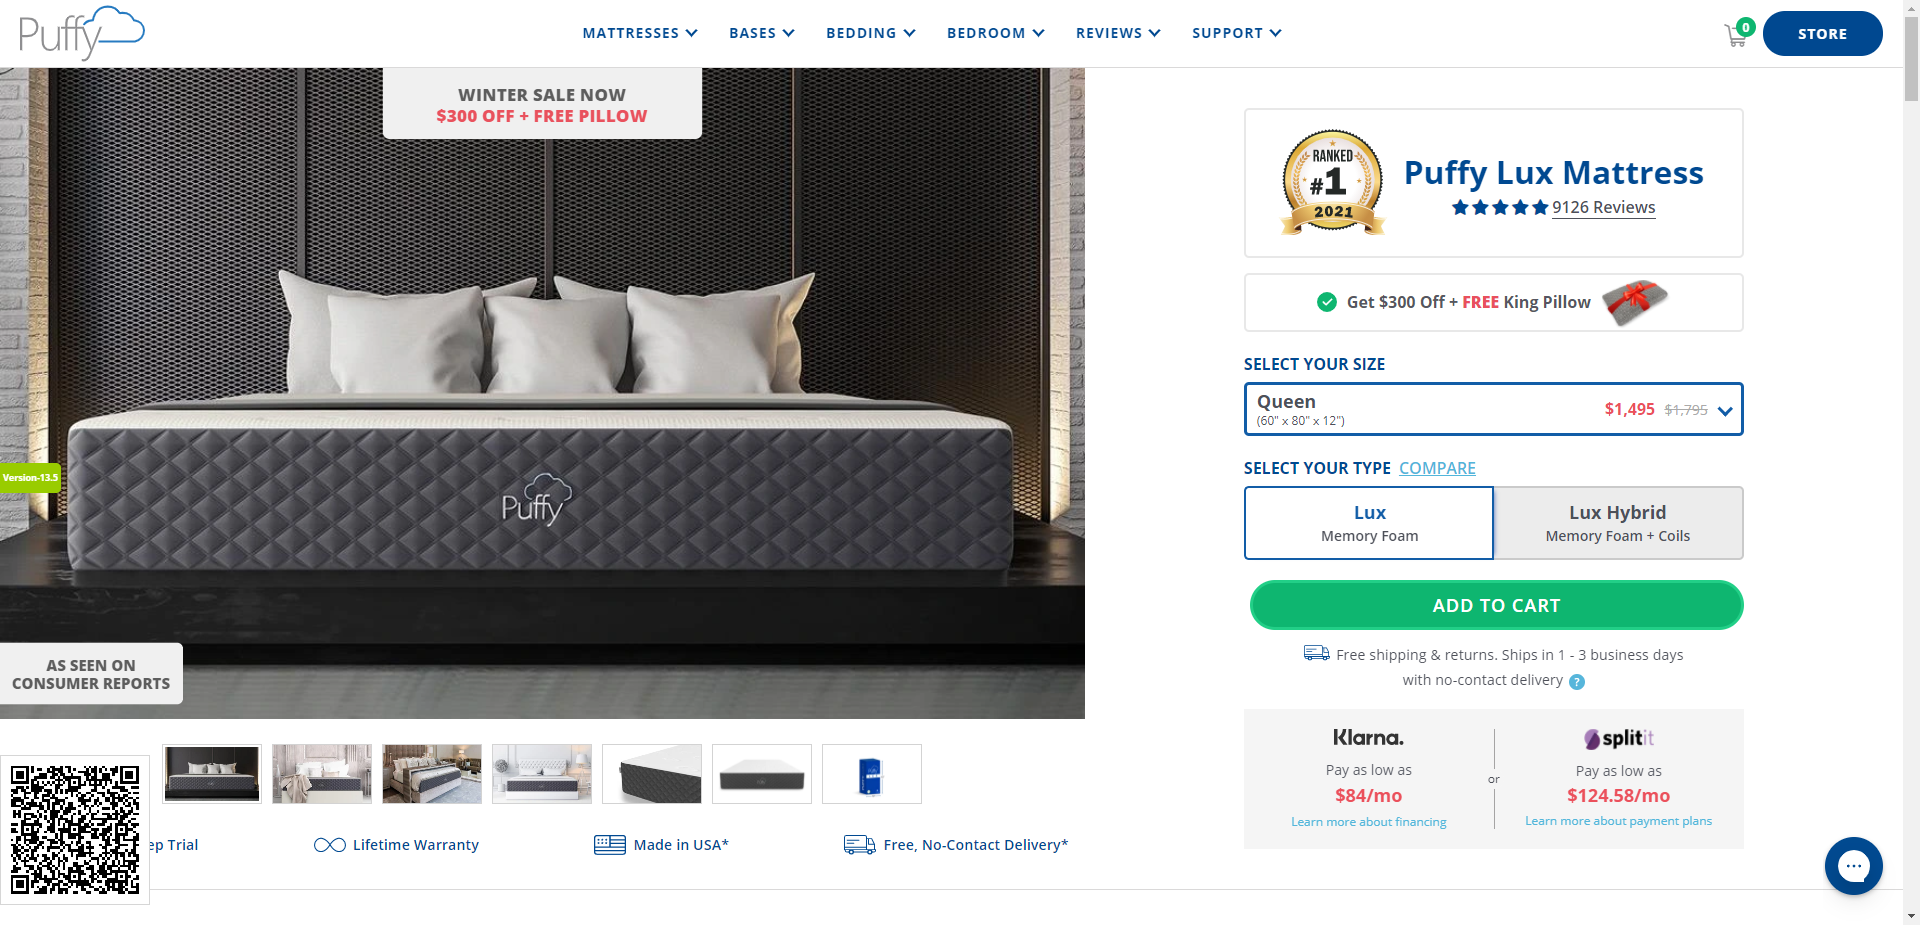 Puffy
MATTRESSES
BASES
BEDDING
BEDROOM
REVIEWS
SUPPORT
0
STORE
WINTER SALE NOW
$300 OFF + FREE PILLOW
Puffy
Version-13.5
AS SEEN ON
CONSUMER REPORTS
ep Trial
Lifetime Warranty
Made in USA*
Free, No-Contact Delivery*
RANKED
#1
2021
Puffy Lux Mattress
9126 Reviews
Get $300 Off + FREE King Pillow
SELECT YOUR SIZE
Queen
(60" x 80" x 12")
$1,495 $1,795
SELECT YOUR TYPE COMPARE
Lux
Memory Foam
Lux Hybrid
Memory Foam + Coils
ADD TO CART
Free shipping & returns. Ships in 1 - 3 business days
with no-contact delivery ?
Klarna.
Pay as low as
$84/mo
Learn more about financing
or
splitit
Pay as low as
$124.58/mo
Learn more about payment plans